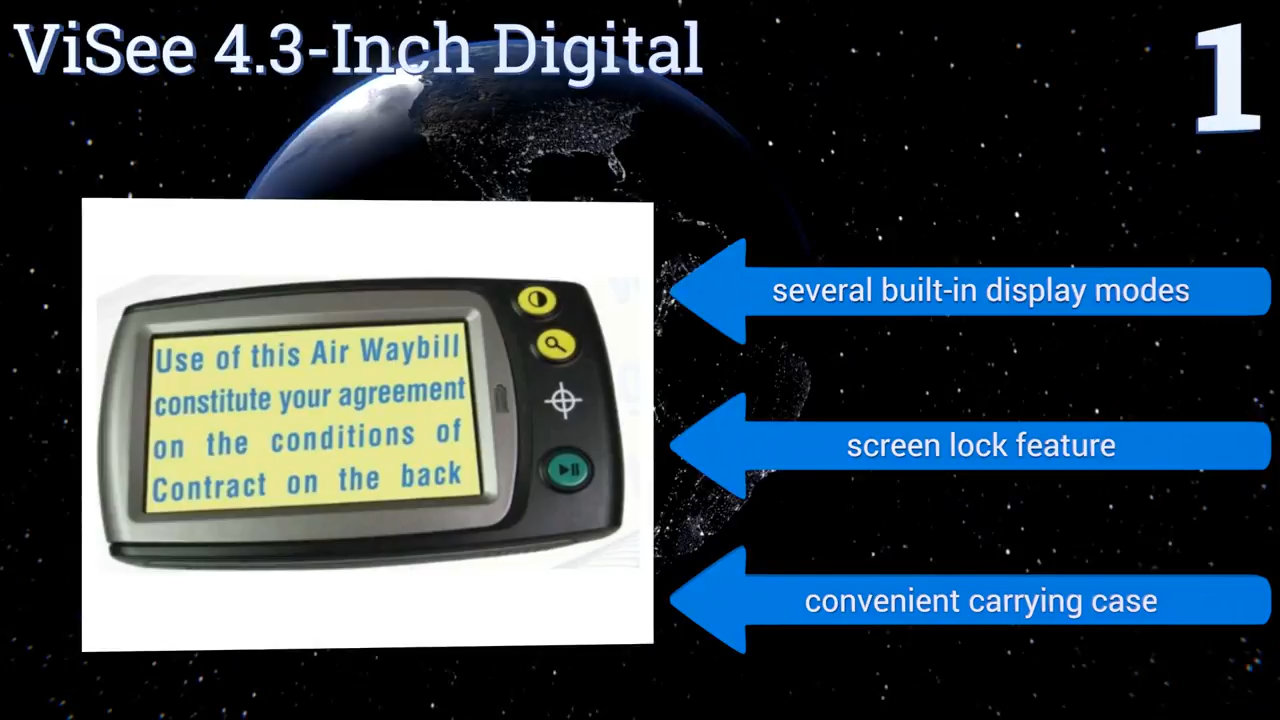 ViSee 4.3-Inch Digital
1
Use of this Air Waybill
constitute your agreement
on the conditions of
Contract on the back
several built-in display modes
screen lock feature
convenient carrying case